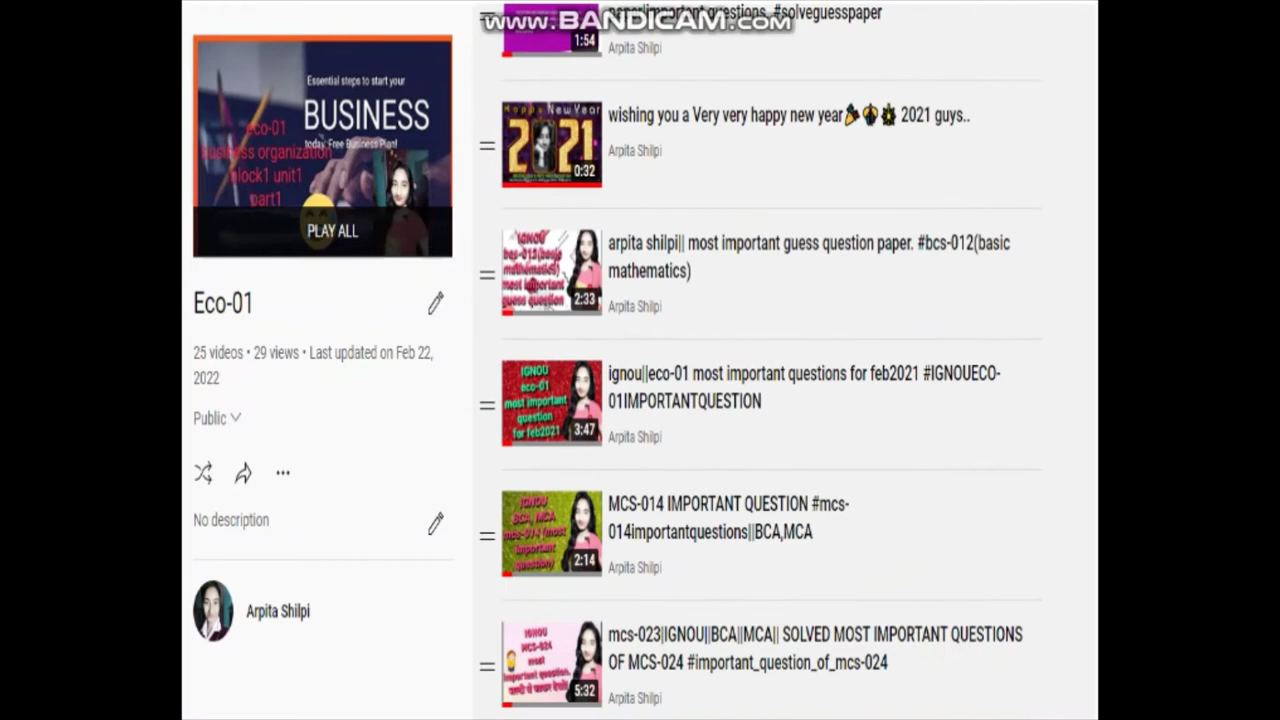 www.BANDICAM.com
paper|important questions. #solveguesspaper
1:54
Arpita Shilpi
Essential steps to start your
BUSINESS
today. Free Business Plan!
eco-01
business organization
block1 unit1
part1
PLAY ALL
Eco-01
25 videos • 29 views • Last updated on Feb 22,
2022
Public
No description
Arpita Shilpi
Happy New Year
2021
0:32
wishing you a Very very happy new year🎉 2021 guys..
Arpita Shilpi
IGNOU
bcs-012(basic
mathematics)
most important
guess question
2:33
arpita shilpi|| most important guess question paper. #bcs-012(basic
mathematics)
Arpita Shilpi
IGNOU
eco-01
most important
question
for feb2021
3:47
ignou||eco-01 most important questions for feb2021 #IGNOUECO-
01IMPORTANTQUESTION
Arpita Shilpi
IGNOU
BCA, MCA
mcs-014 (most
important
question)
2:14
MCS-014 IMPORTANT QUESTION #mcs-
014importantquestions||BCA,MCA
Arpita Shilpi
IGNOU
MCS-024
most
important question.
5:32
mcs-023|IGNOU||BCA||MCA|| SOLVED MOST IMPORTANT QUESTIONS
OF MCS-024 #important_question_of_mcs-024
Arpita Shilpi